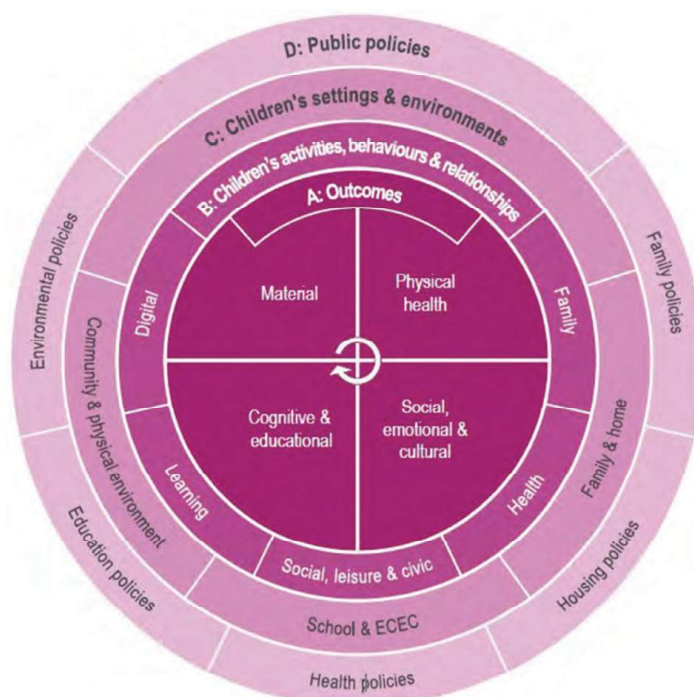 D: Public policies
C: Children's settings & environments
B: Children's activities, behaviours & relationships
A: Outcomes
Material
Physical
health
Cognitive &
educational
Social,
emotional &
cultural
Digital
Family
Learning
Health
Social, leisure & civic
Community & physical environment
Family & home
School & ECEC
Environmental policies
Family policies
Education policies
Housing policies
Health policies